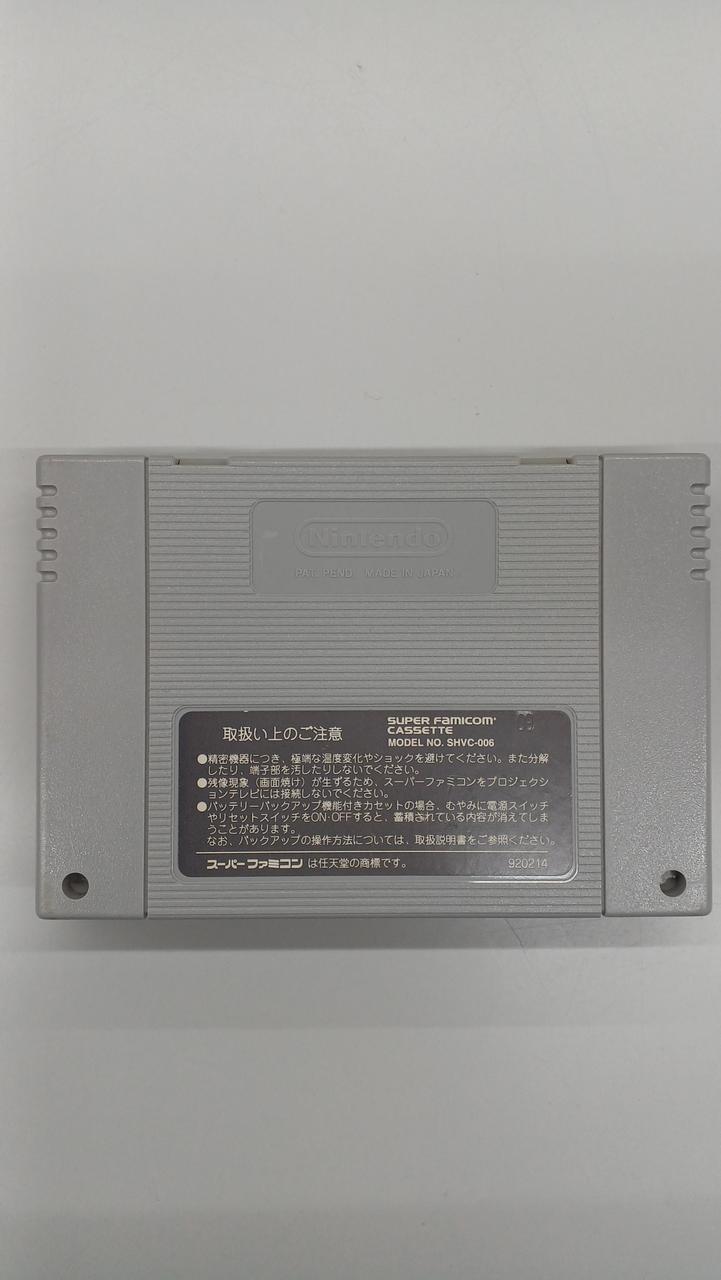 Nintendo
PAT. PEND. MADE IN JAPAN
取扱い上のご注意
SUPER FAMICOM
CASSETTE
MODEL NO. SHVC-006
●精密機器につき、極端な温度変化やショックを避けてください。また分解
したり、端子部を汚したりしないでください。
●残像現象(画面焼け)が生ずるため、スーパーファミコンをプロジェクシ
ョンテレビには接続しないでください。
●バッテリーバックアップ機能付きカセットの場合、むやみに電源スイッチ
やリセットスイッチをON・OFFすると、蓄積されている内容が消えてしま
うことがあります。
なお、バックアップの操作方法については、取扱説明書をご参照ください。
スーパーファミコンは任天堂の商標です。
920214